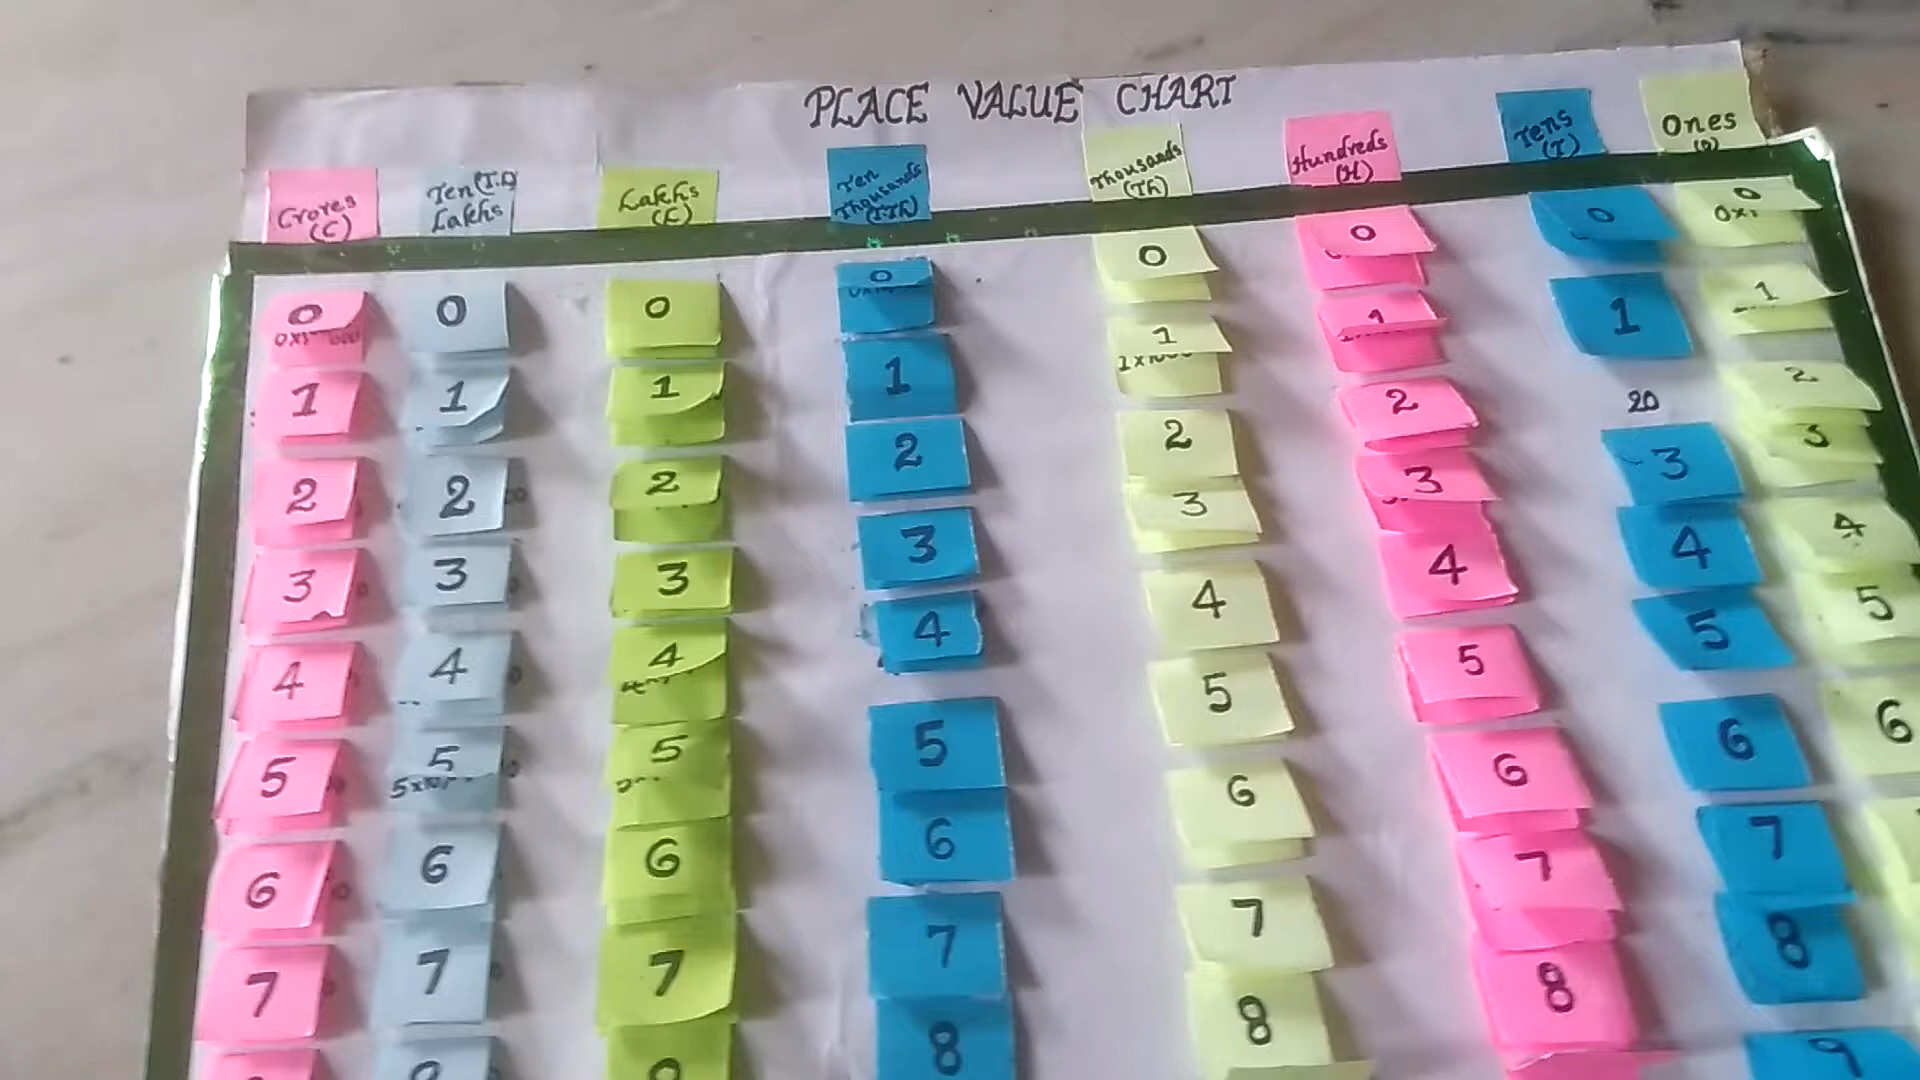 PLACE VALUE CHART
Crores
(C)
Ten (T.L)
Lakhs
Lakhs
(L)
Ten
Thousands
(T.Th)
Thousands
(Th)
Hundreds
(H)
Tens
(T)
Ones
(O)
0 0 0 0 0 0 0 0
1 1 1 1 1 1 1 1
2 2 2 2 2 2 20 2
3 3 3 3 3 3 3 3
4 4 4 4 4 4 4 4
5 5 5 5 5 5 5 5
6 6 6 6 6 6 6 6
7 7 7 7 7 7 7
8 8 8 8
9